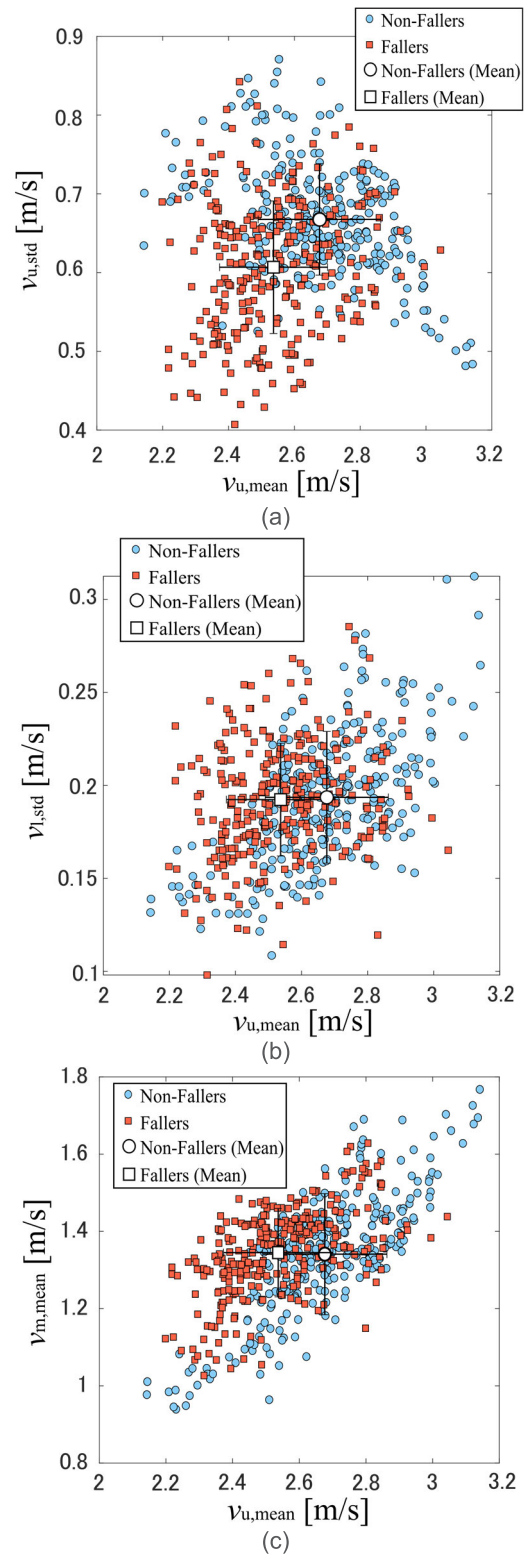 Non-Fallers
Fallers
Non-Fallers (Mean)
Fallers (Mean)
0.9
0.8
0.7
0.6
0.5
0.4
vu,std [m/s]
2 2.2 2.4 2.6 2.8 3 3.2
vu,mean [m/s]
(a)
Non-Fallers
Fallers
Non-Fallers (Mean)
Fallers (Mean)
0.3
0.25
0.2
0.15
0.1
vl,std [m/s]
2 2.2 2.4 2.6 2.8 3 3.2
vu,mean [m/s]
(b)
Non-Fallers
Fallers
Non-Fallers (Mean)
Fallers (Mean)
1.8
1.6
1.4
1.2
1
0.8
vm,mean [m/s]
2 2.2 2.4 2.6 2.8 3 3.2
vu,mean [m/s]
(c)